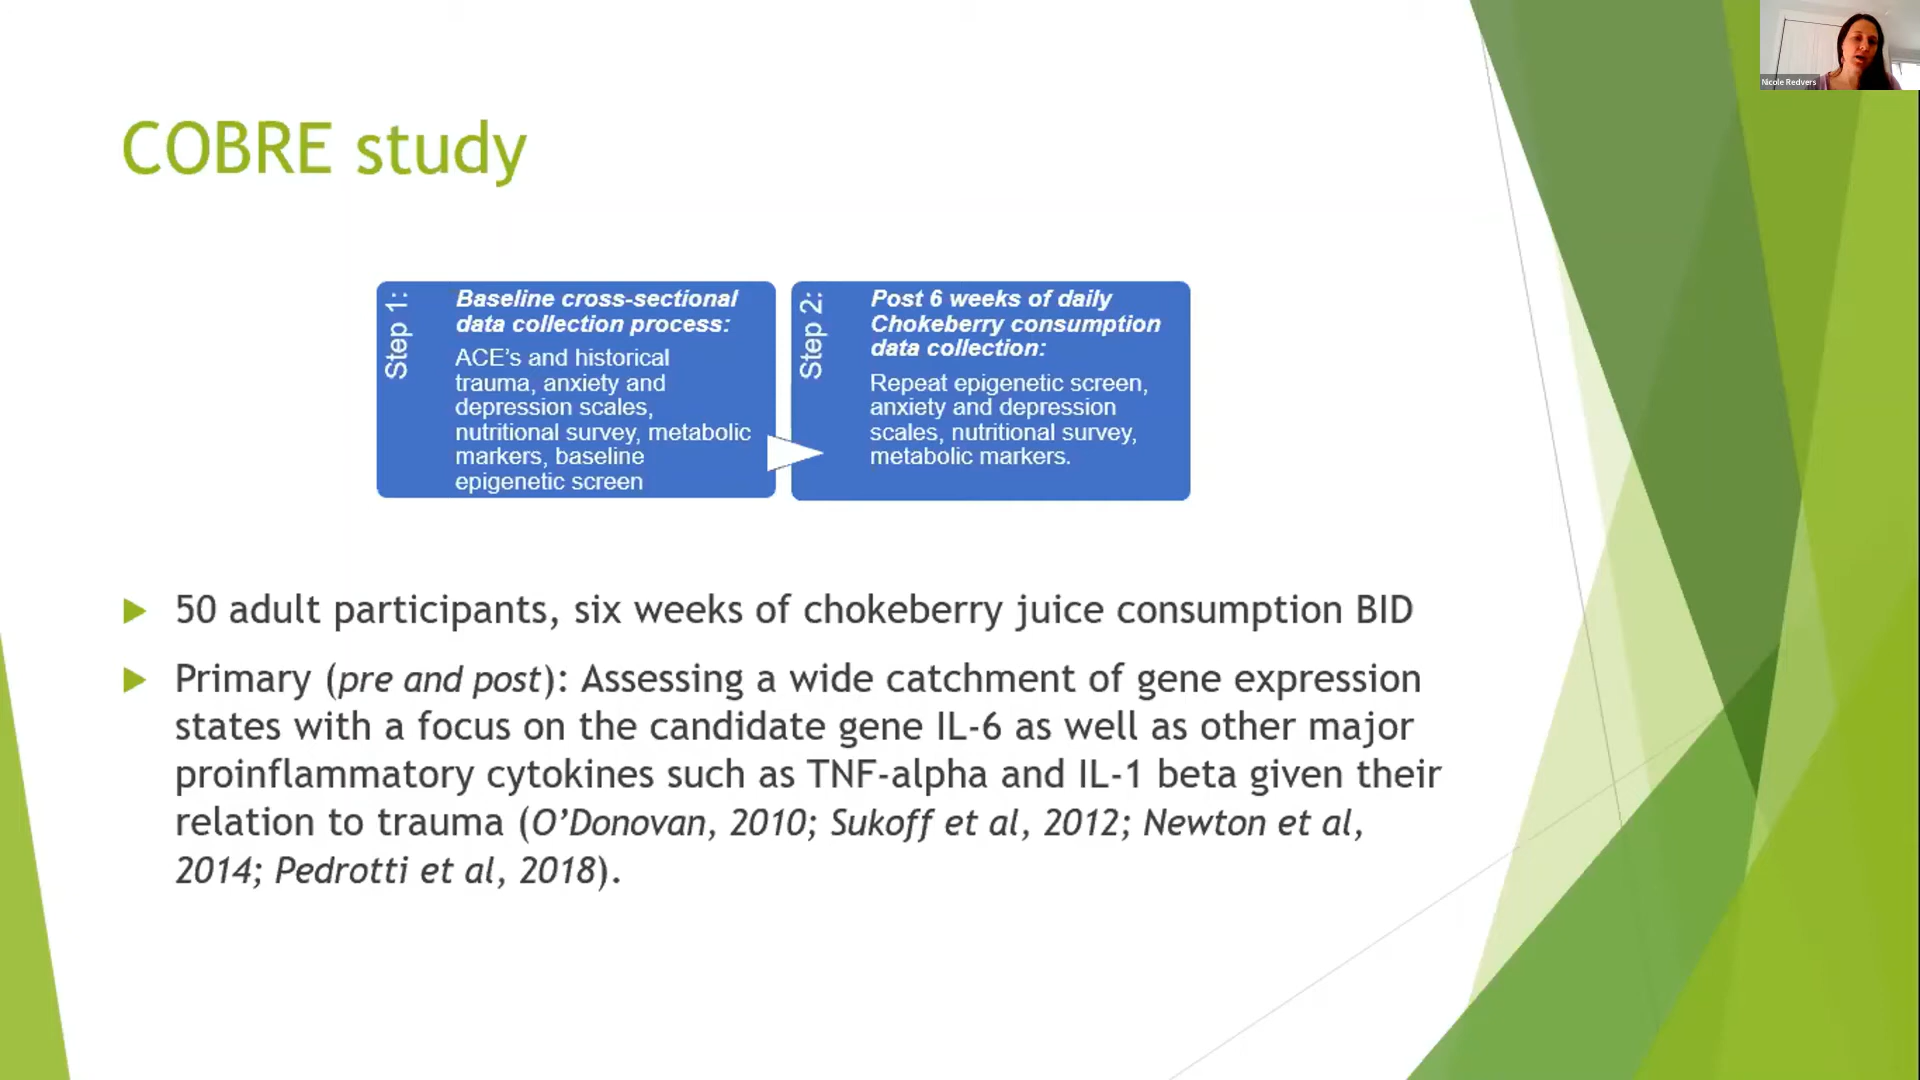 Nicole Redvers
COBRE study
Step 1:
Baseline cross-sectional
data collection process:
ACE's and historical
trauma, anxiety and
depression scales,
nutritional survey, metabolic
markers, baseline
epigenetic screen
Step 2:
Post 6 weeks of daily
Chokeberry consumption
data collection:
Repeat epigenetic screen,
anxiety and depression
scales, nutritional survey,
metabolic markers.
50 adult participants, six weeks of chokeberry juice consumption BID
Primary (pre and post): Assessing a wide catchment of gene expression
states with a focus on the candidate gene IL-6 as well as other major
proinflammatory cytokines such as TNF-alpha and IL-1 beta given their
relation to trauma (O’Donovan, 2010; Sukoff et al, 2012; Newton et al,
2014; Pedrotti et al, 2018).